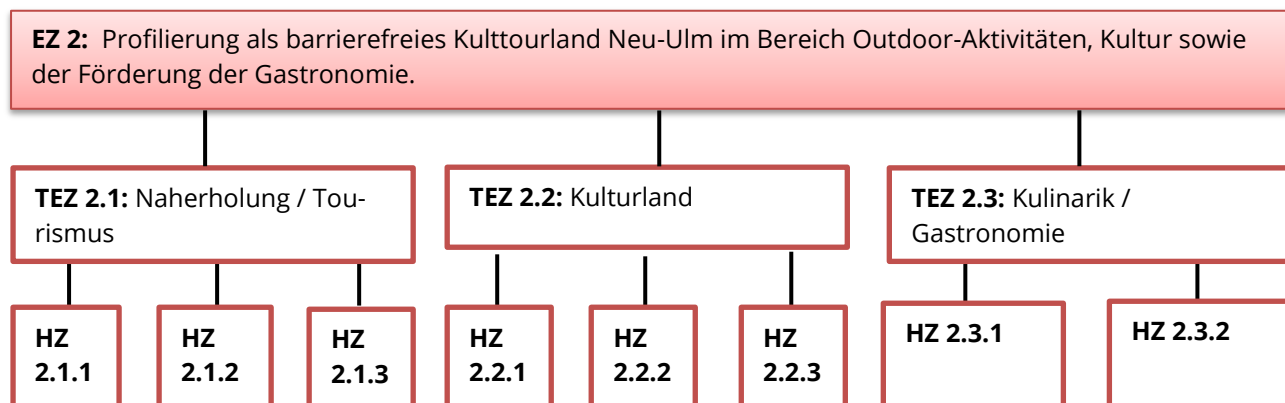 EZ 2: Profilierung als barrierefreies Kulttourland Neu-Ulm im Bereich Outdoor-Aktivitäten, Kultur sowie
der Förderung der Gastronomie.
TEZ 2.1: Naherholung / Tou-
rismus
TEZ 2.2: Kulturland
TEZ 2.3: Kulinarik /
Gastronomie
HZ
2.1.1
HZ
2.1.2
HZ
2.1.3
HZ
2.2.1
HZ
2.2.2
HZ
2.2.3
HZ 2.3.1
HZ 2.3.2